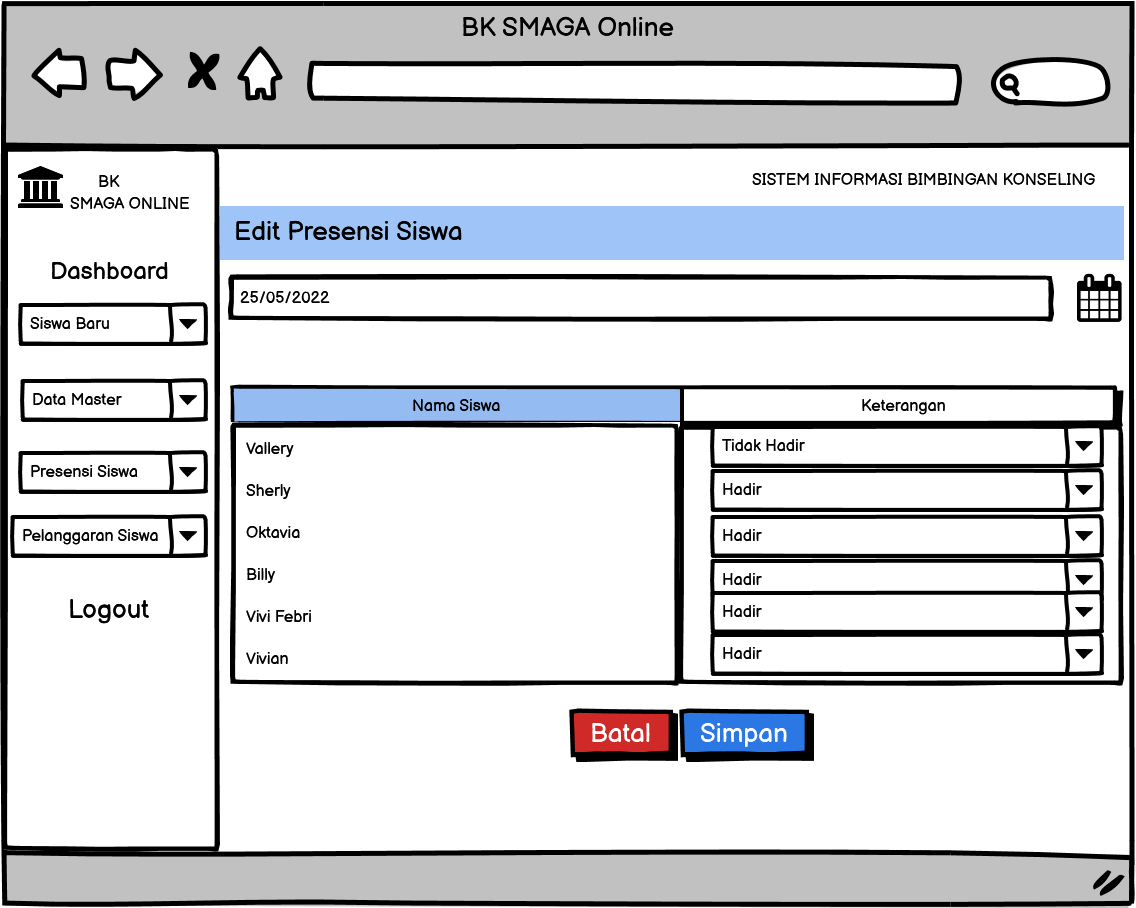 BK SMAGA Online
BK
SMAGA ONLINE
SISTEM INFORMASI BIMBINGAN KONSELING
Edit Presensi Siswa
Dashboard
25/05/2022
Siswa Baru
Data Master
Presensi Siswa
Pelanggaran Siswa
Logout
Nama Siswa Keterangan
Vallery Tidak Hadir
Sherly Hadir
Oktavia Hadir
Billy Hadir
Vivi Febri Hadir
Vivian Hadir
Batal Simpan